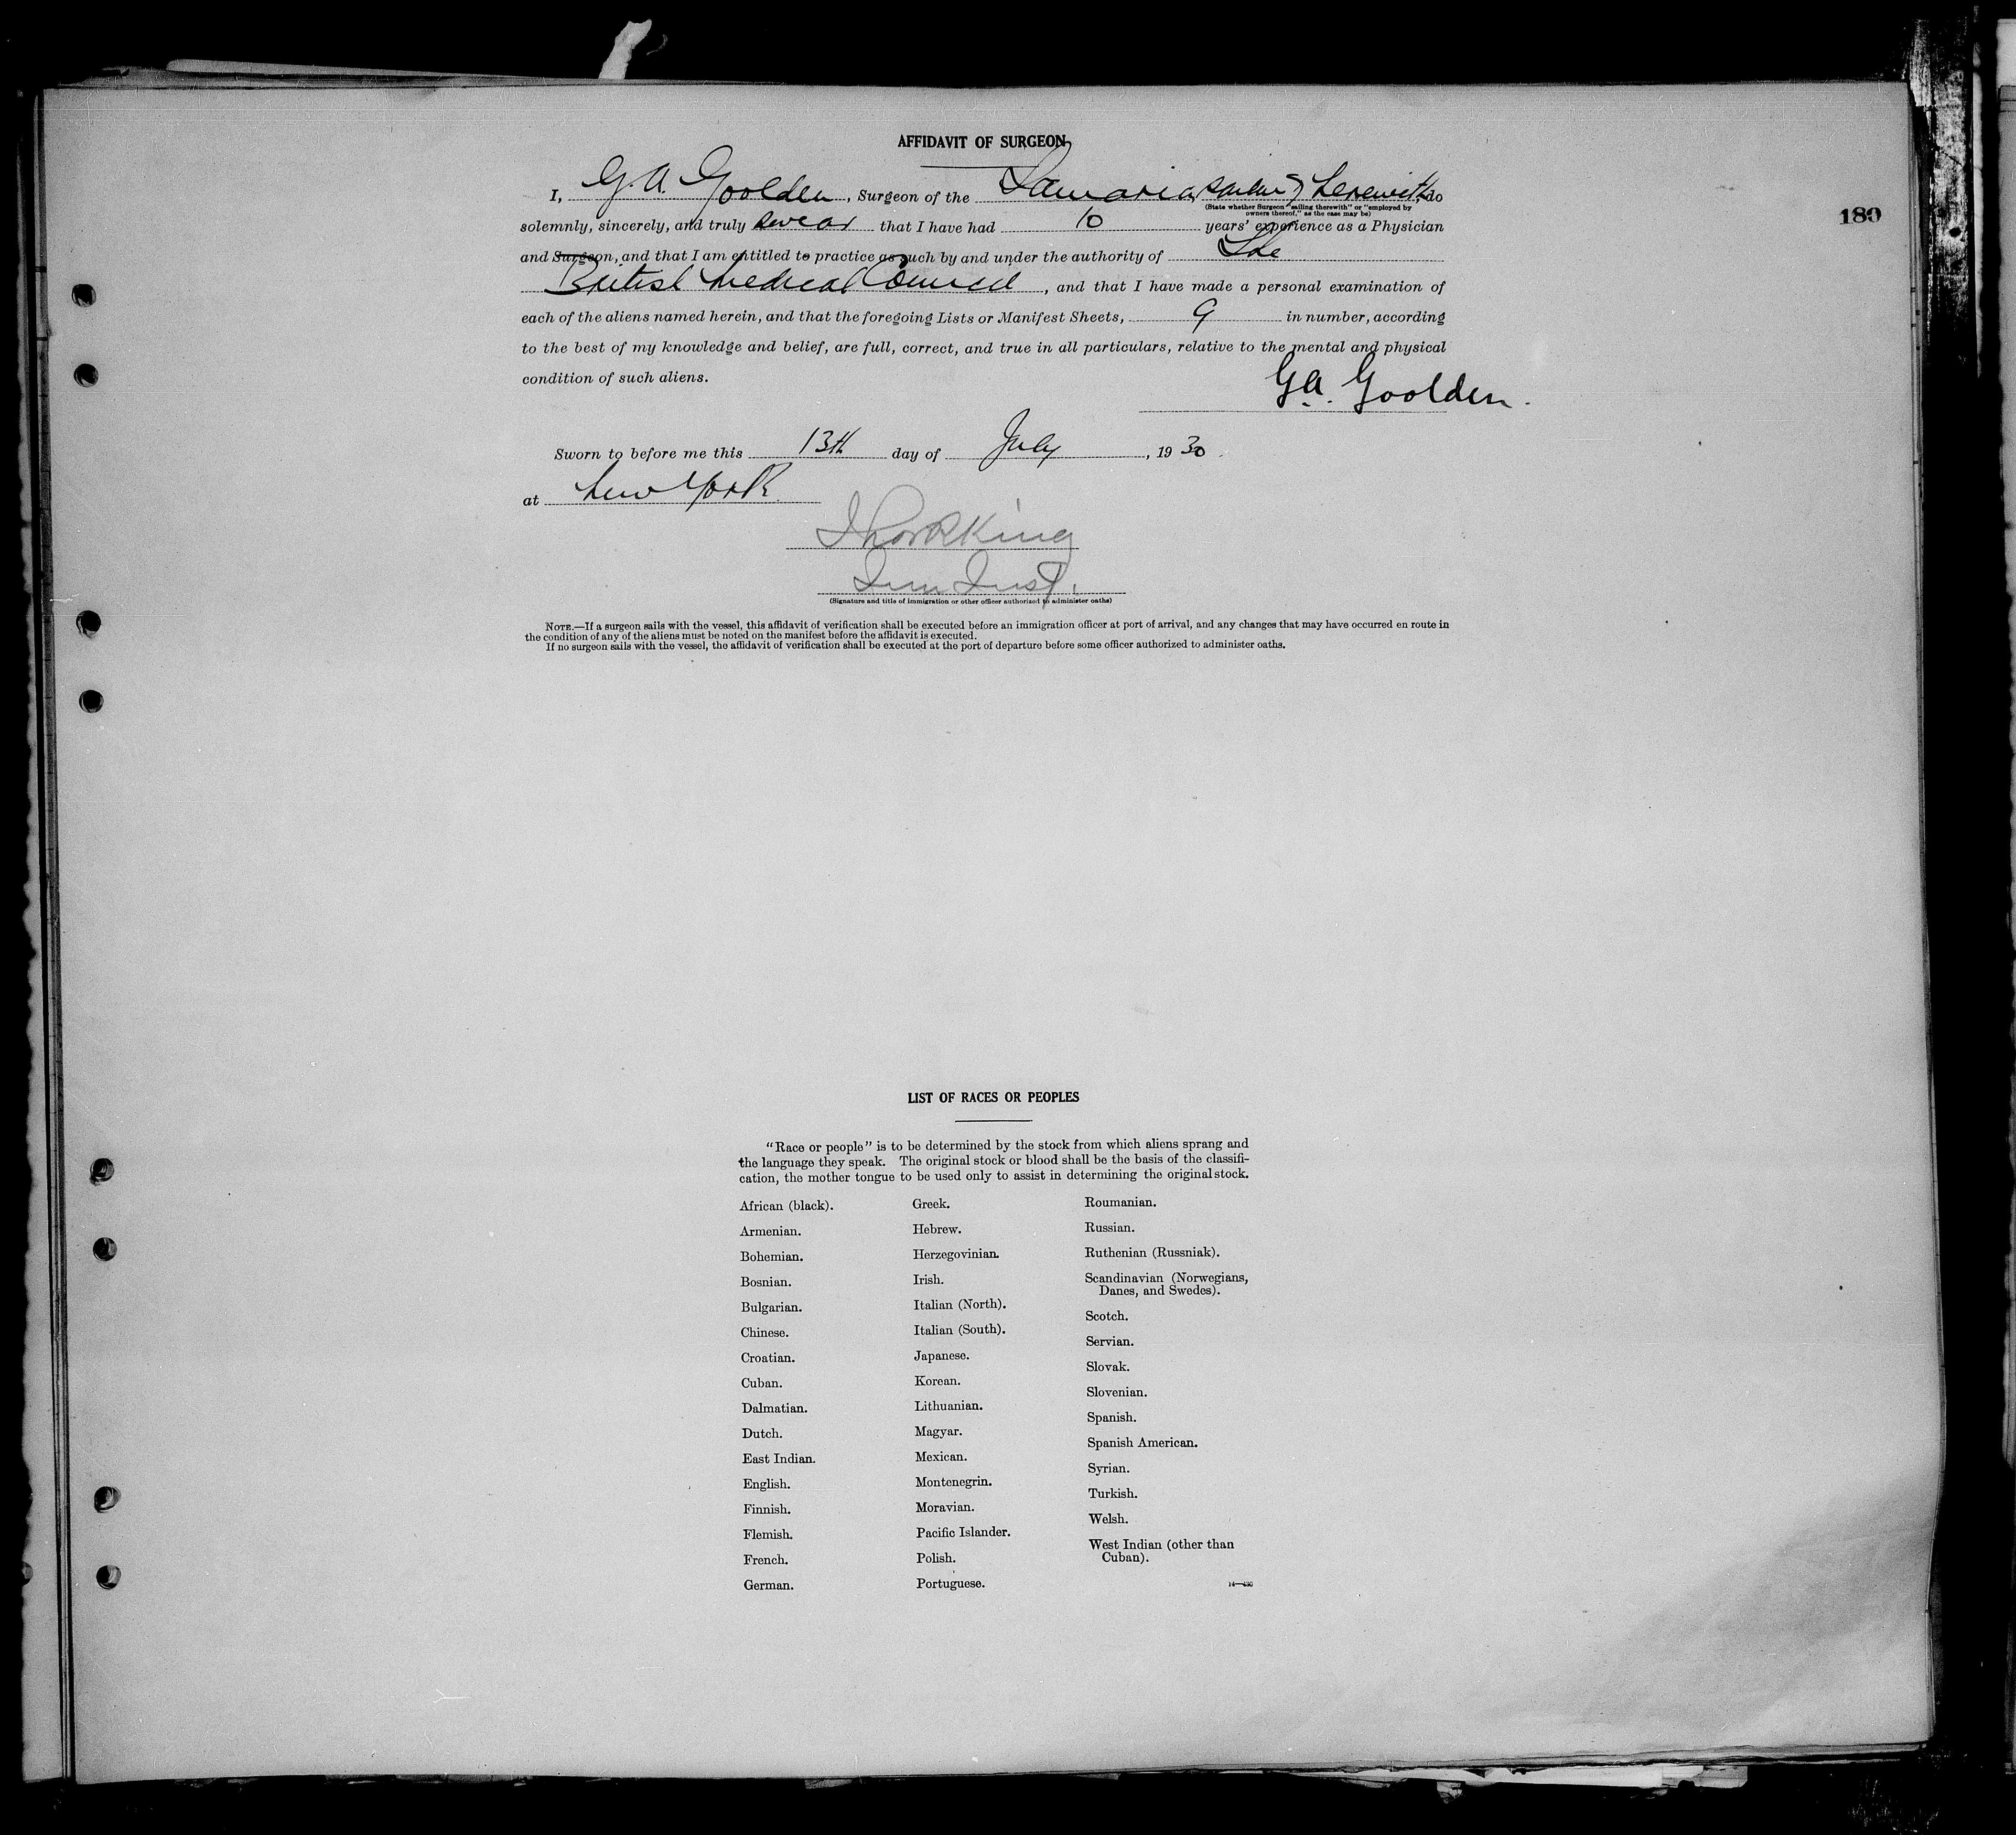 AFFIDAVIT OF SURGEON
I, G. A. Goolden, Surgeon of the Samaria, sailing therewith, do
(State whether Surgeon "sailing therewith" or "employed by
owners thereof," as the case may be)
180
solemnly, sincerely, and truly swear that I have had 10 years' experience as a Physician
and Surgeon, and that I am entitled to practice as such by and under the authority of The
British Medical Council, and that I have made a personal examination of
each of the aliens named herein, and that the foregoing Lists or Manifest Sheets, 9 in number, according
to the best of my knowledge and belief, are full, correct, and true in all particulars, relative to the mental and physical
condition of such aliens.
G. A. Goolden.
Sworn to before me this 13th day of July, 1930.
at New York
King
Imm Insp.
(Signature and title of immigration or other officer authorized to administer oaths)
NOTE.—If a surgeon sails with the vessel, this affidavit of verification shall be executed before an immigration officer at port of arrival, and any changes that may have occurred en route in
the condition of any of the aliens must be noted on the manifest before the affidavit is executed.
If no surgeon sails with the vessel, the affidavit of verification shall be executed at the port of departure before some officer authorized to administer oaths.
LIST OF RACES OR PEOPLES
"Race or people" is to be determined by the stock from which aliens sprang and
the language they speak. The original stock or blood shall be the basis of the classifi-
cation, the mother tongue to be used only to assist in determining the original stock.
African (black).
Armenian.
Bohemian.
Bosnian.
Bulgarian.
Chinese.
Croatian.
Cuban.
Dalmatian.
Dutch.
East Indian.
English.
Finnish.
Flemish.
French.
German.
Greek.
Hebrew.
Herzegovinian.
Irish.
Italian (North).
Italian (South).
Japanese.
Korean.
Lithuanian.
Magyar.
Mexican.
Montenegrin.
Moravian.
Pacific Islander.
Polish.
Portuguese.
Roumanian.
Russian.
Ruthenian (Russniak).
Scandinavian (Norwegians,
Danes, and Swedes).
Scotch.
Servian.
Slovak.
Slovenian.
Spanish.
Spanish American.
Syrian.
Turkish.
Welsh.
West Indian (other than
Cuban).